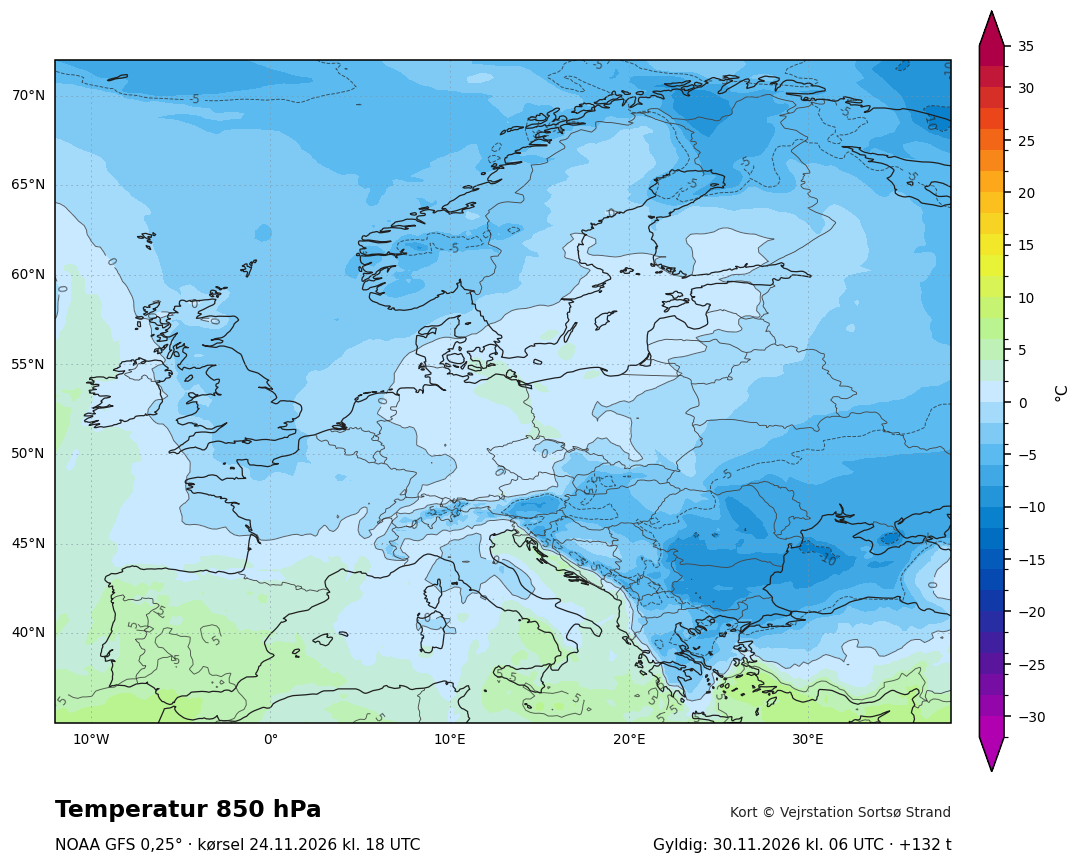 70°N
65°N
60°N
55°N
50°N
45°N
40°N
10°W
0°
10°E
20°E
30°E
35
30
25
20
15
10
5
0
−5
−10
−15
−20
−25
−30
°C
Temperatur 850 hPa
Kort © Vejrstation Sortsø Strand
NOAA GFS 0,25° · kørsel 24.11.2026 kl. 18 UTC
Gyldig: 30.11.2026 kl. 06 UTC · +132 t